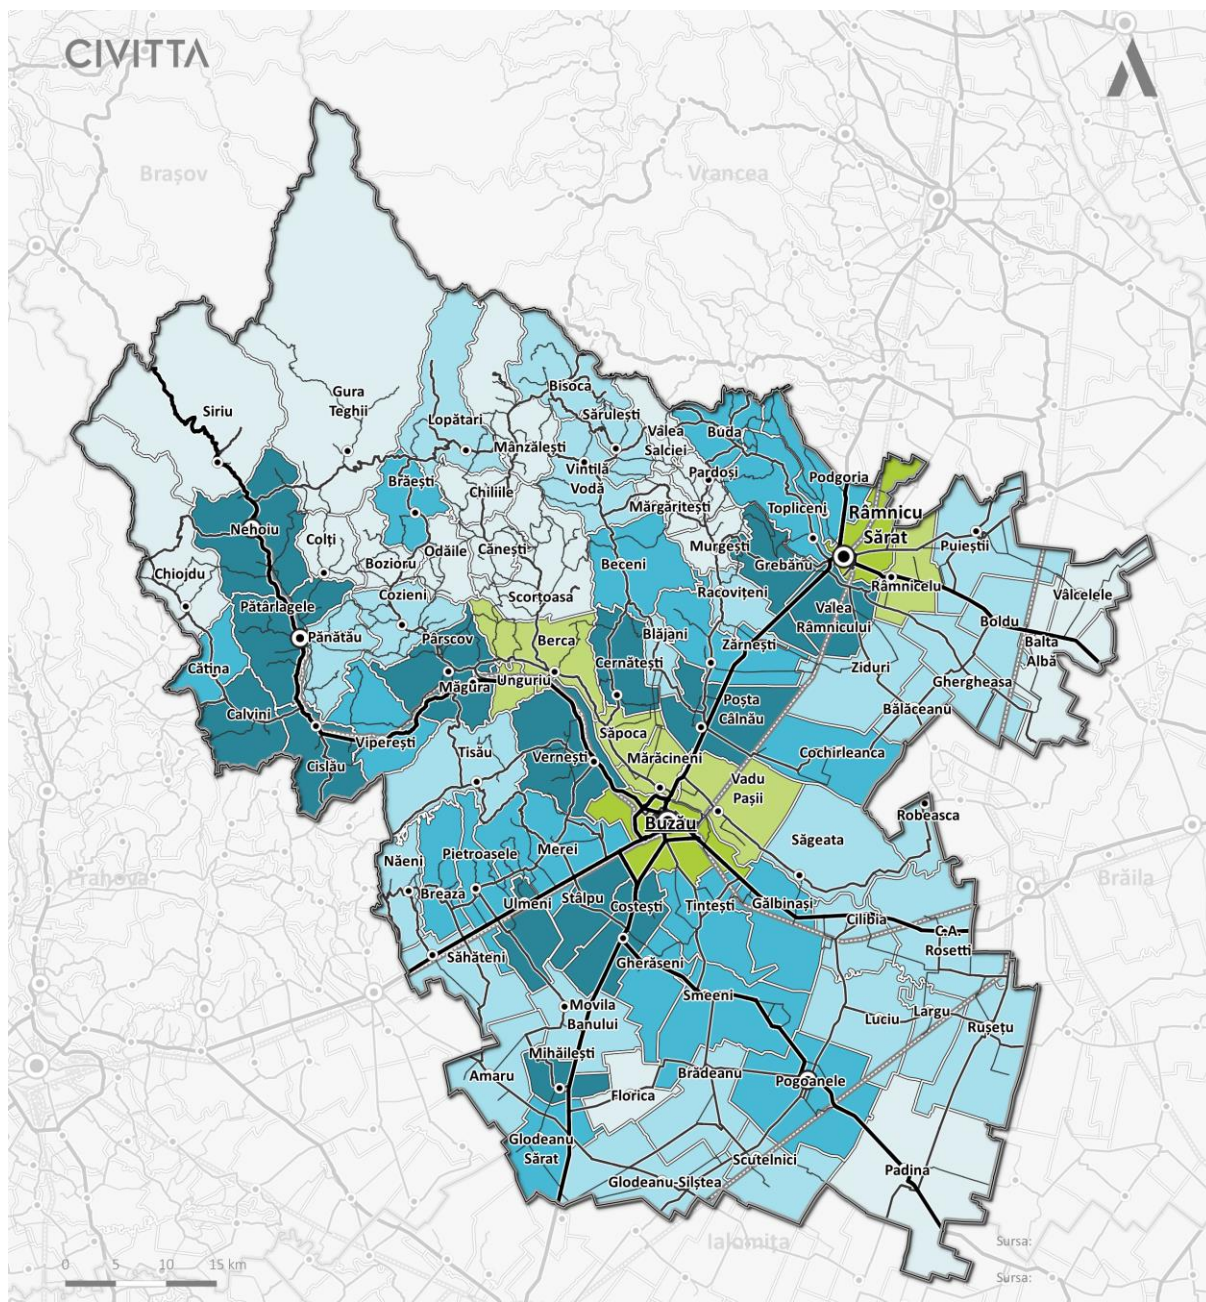 CIVITTA
Brașov
Vrancea
Siriu
Gura
Teghii
Lopătari
Bisoca
Sărulești
Mânzălești
Valea
Salciei
Buda
Vintilă
Vodă
Pardoși
Podgoria
Brăești
Chiliile
Mărgăritești
Topliceni
Râmnicu
Sărat
Nehoiu
Colți
Odăile
Cănești
Murgești
Puieștii
Bozioru
Beceni
Grebănu
Chiojdu
Râmnicelu
Cozieni
Scorțoasa
Racovițeni
Vâlcelele
Pătârlagele
Valea
Râmnicului
Boldu
Pănătău
Pârscov
Berca
Blăjani
Zărnești
Balta
Albă
Cătina
Cernătești
Ziduri
Măgura
Unguriu
Ghergheasa
Calvini
Poșta
Câlnău
Bălăceanu
Săpoca
Viperești
Cochirleanca
Tisău
Vernești
Mărăcineni
Cislău
Vadu
Pașii
Robeasca
Buzău
Săgeata
Merei
Pietroasele
Năeni
Prahova
Brăila
Breaza
Ulmeni
Stâlpu
Costești
Țintești
Gălbinași
Cilibia
C.A.
Rosetti
Săhăteni
Gherăseni
Smeeni
Movila
Banului
Luciu
Largu
Rușețu
Mihăilești
Amaru
Brădeanu
Pogoanele
Florica
Glodeanu
Sărat
Scutelnici
Padina
Glodeanu-Siliștea
Ialomița
Sursa:
0 5 10 15 km
Sursa: